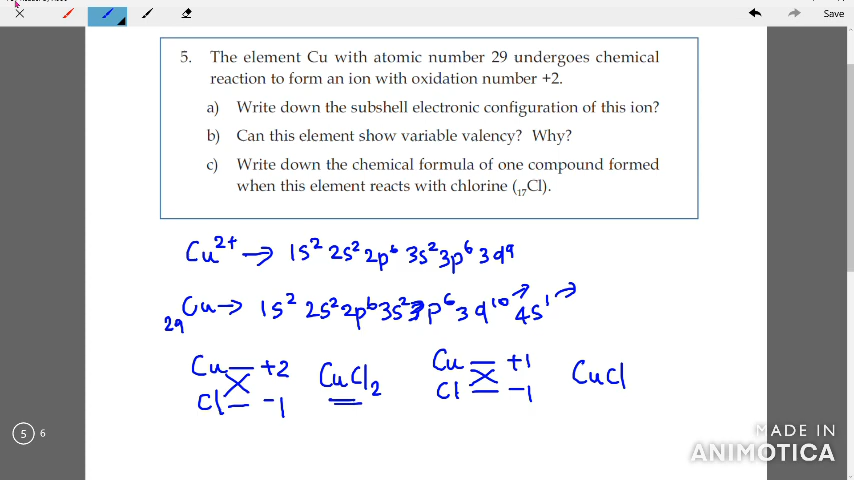 Save
5. The element Cu with atomic number 29 undergoes chemical
reaction to form an ion with oxidation number +2.
a) Write down the subshell electronic configuration of this ion?
b) Can this element show variable valency? Why?
c) Write down the chemical formula of one compound formed
when this element reacts with chlorine (₁₇Cl).
Cu²⁺ → 1s² 2s² 2p⁶ 3s² 3p⁶ 3d⁹
₂₉Cu → 1s² 2s² 2p⁶ 3s² 3p⁶ 3d¹⁰ 4s¹
Cu +2 CuCl₂ Cu +1 CuCl
Cl -1 Cl -1
5 6
MADE IN
ANIMOTICA